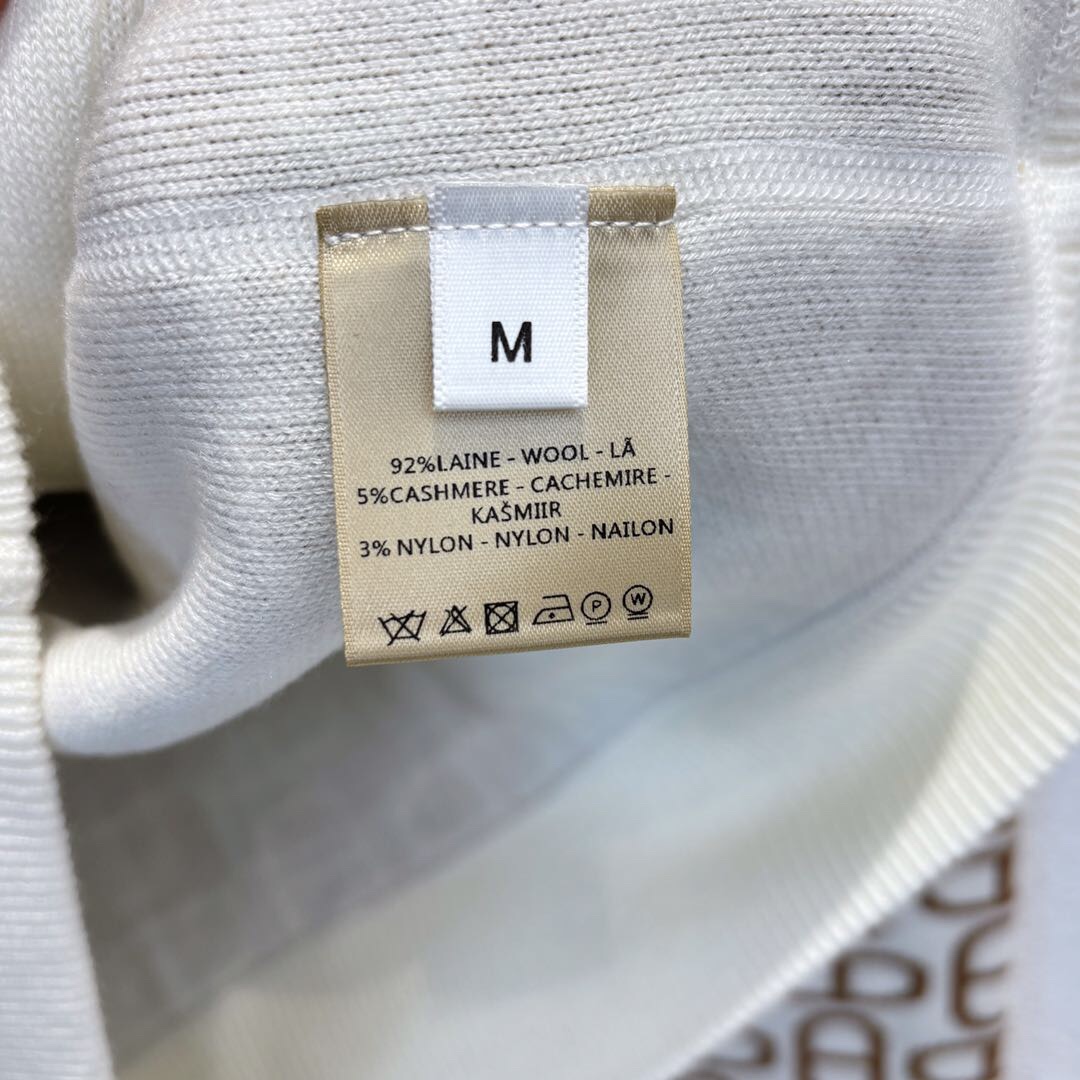 M
92%LAINE - WOOL - LÃ
5%CASHMERE - CACHEMIRE -
KAŠMIIR
3% NYLON - NYLON - NAILON
P
W